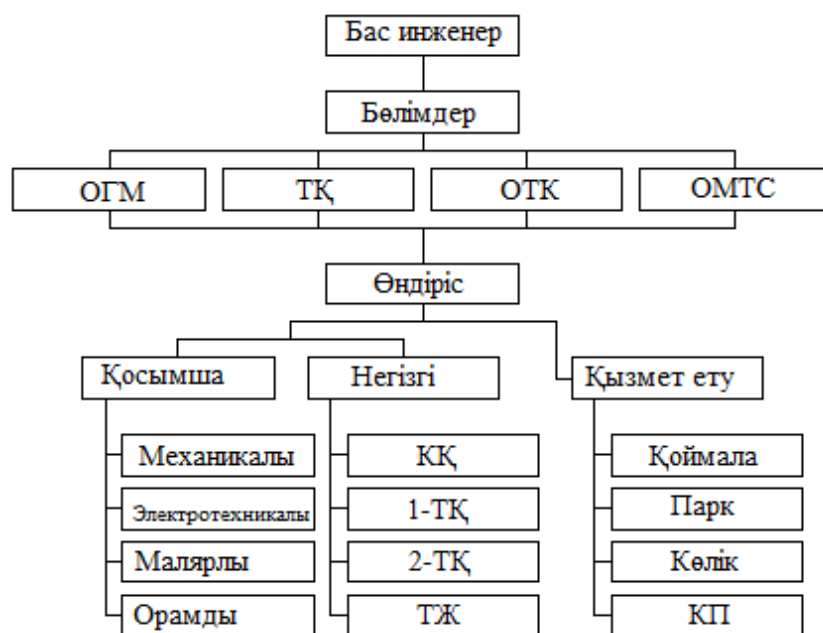 Бас инженер
Бөлімдер
ОГМ
ТҚ
ОТК
ОМТС
Өндіріс
Қосымша
Негізгі
Қызмет ету
Механикалы
КҚ
Қоймала
Электротехникалы
1-ТҚ
Парк
Малярлы
2-ТҚ
Көлік
Орамды
ТЖ
КП